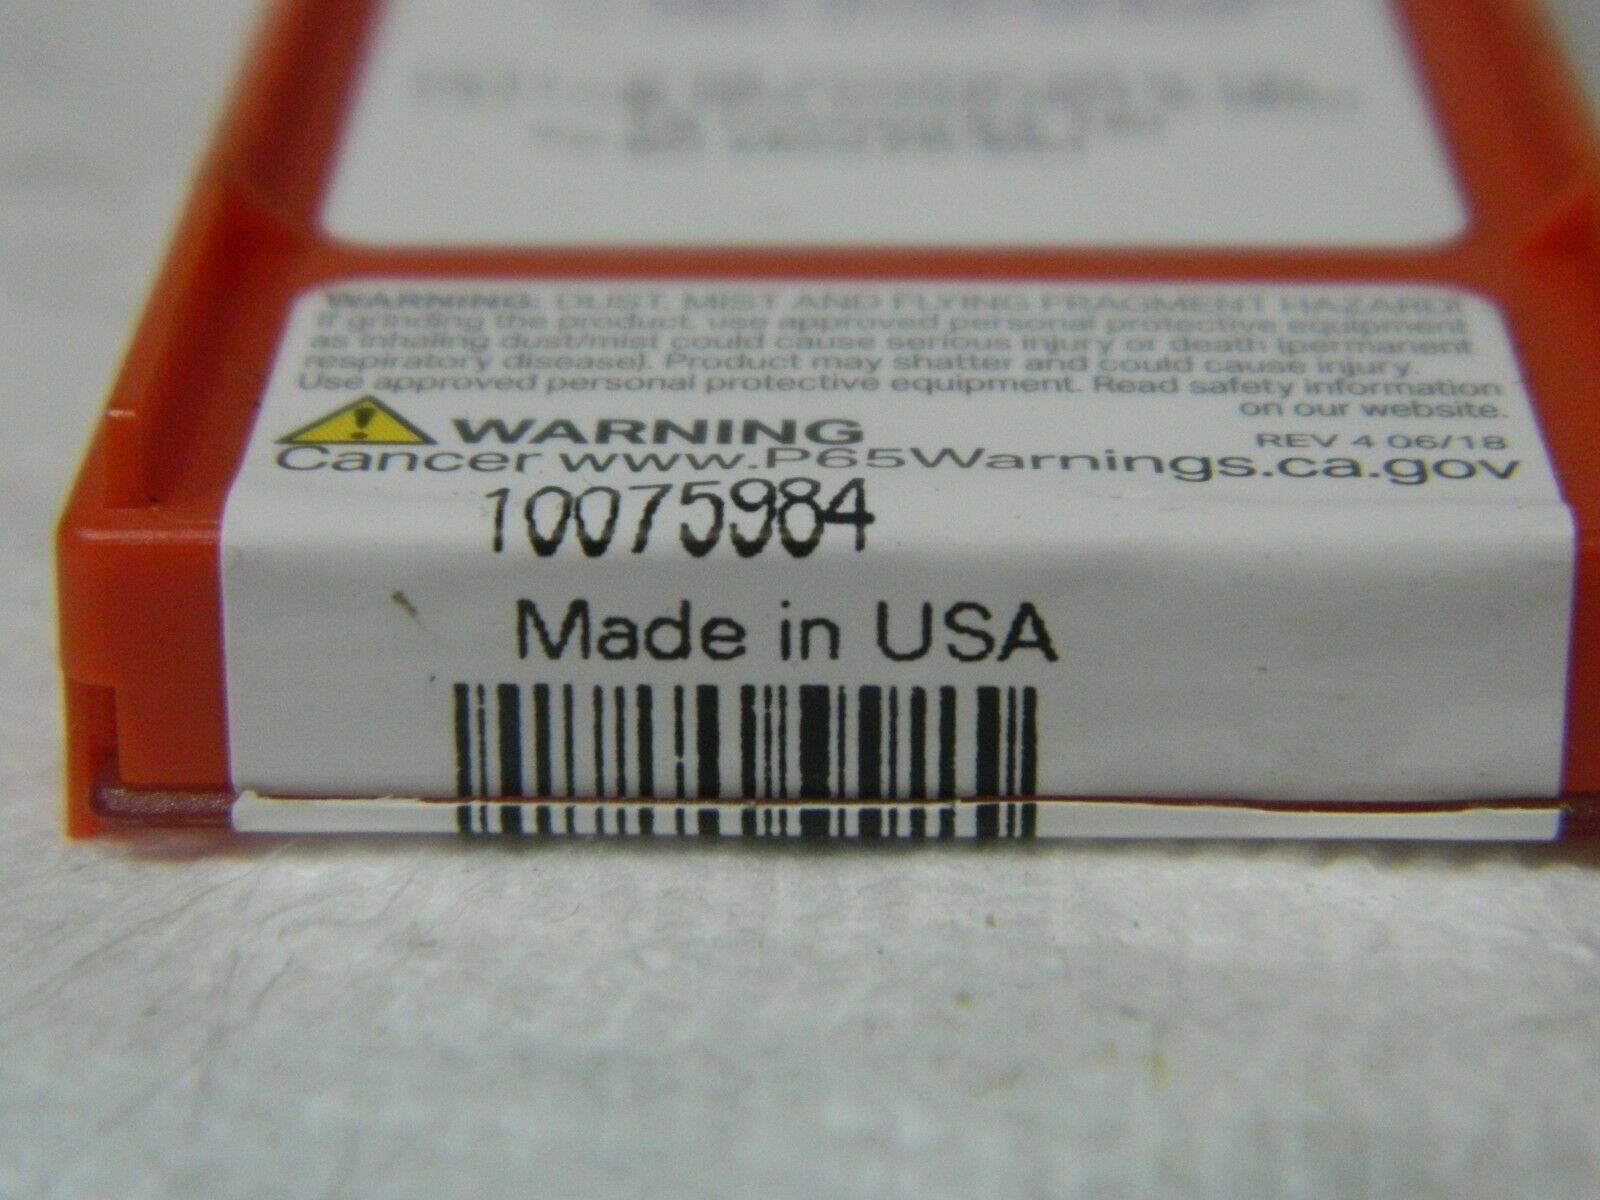 WARNING: DUST, MIST AND FLYING FRAGMENT HAZARD!
If grinding the product, use approved personal protective equipment
as inhaling dust/mist could cause serious injury or death (permanent
respiratory disease). Product may shatter and could cause injury.
Use approved personal protective equipment. Read safety information
on our website.
WARNING
REV 4 06/18
Cancer www.P65Warnings.ca.gov
10075984
Made in USA